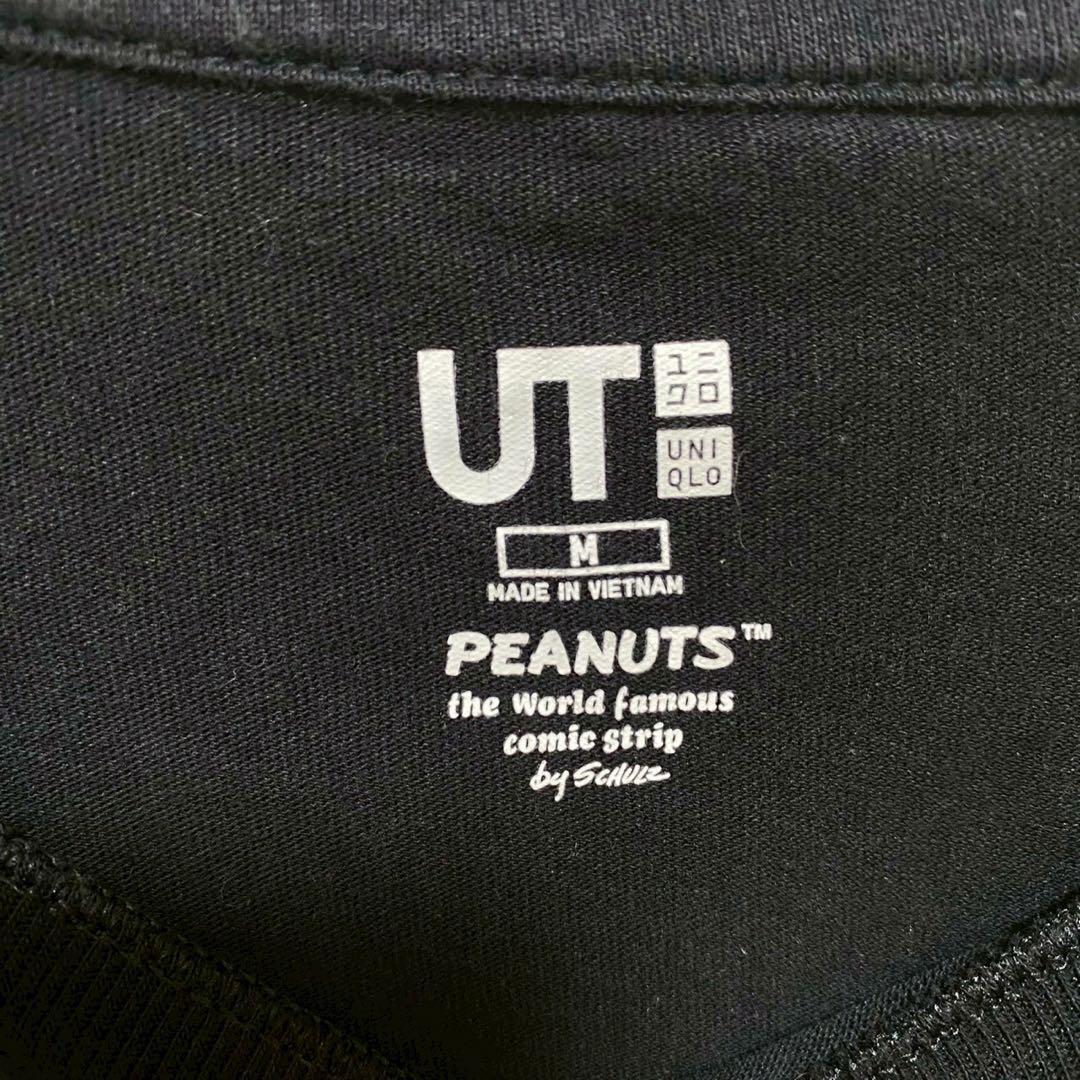 UT
ユニ
クロ
UNI
QLO
M
MADE IN VIETNAM
PEANUTS™
the World famous
comic strip
by SCHULZ